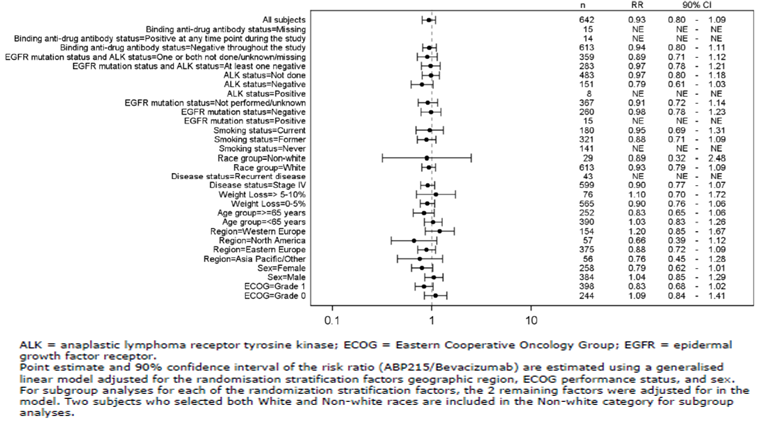 n RR 90% CI
All subjects 642 0.93 0.80 - 1.09
Binding anti-drug antibody status=Missing 15 NE NE - NE
Binding anti-drug antibody status=Positive at any time point during the study 14 NE NE - NE
Binding anti-drug antibody status=Negative throughout the study 613 0.94 0.80 - 1.11
EGFR mutation status and ALK status=One or both not done/unknown/missing 359 0.89 0.71 - 1.12
EGFR mutation status and ALK status=At least one negative 283 0.97 0.78 - 1.21
ALK status=Not done 483 0.97 0.80 - 1.18
ALK status=Negative 151 0.79 0.61 - 1.03
ALK status=Positive 8 NE NE - NE
EGFR mutation status=Not performed/unknown 367 0.91 0.72 - 1.14
EGFR mutation status=Negative 260 0.98 0.78 - 1.23
EGFR mutation status=Positive 15 NE NE - NE
Smoking status=Current 180 0.95 0.69 - 1.31
Smoking status=Former 321 0.88 0.71 - 1.09
Smoking status=Never 141 NE NE - NE
Race group=Non-white 29 0.89 0.32 - 2.48
Race group=White 613 0.93 0.79 - 1.09
Disease status=Recurrent disease 43 NE NE - NE
Disease status=Stage IV 599 0.90 0.77 - 1.07
Weight Loss=> 5-10% 76 1.10 0.70 - 1.72
Weight Loss=0-5% 565 0.90 0.76 - 1.06
Age group=>=65 years 252 0.83 0.65 - 1.06
Age group=<65 years 390 1.03 0.83 - 1.26
Region=Western Europe 154 1.20 0.85 - 1.67
Region=North America 57 0.66 0.39 - 1.12
Region=Eastern Europe 375 0.88 0.72 - 1.09
Region=Asia Pacific/Other 56 0.76 0.45 - 1.28
Sex=Female 258 0.79 0.62 - 1.01
Sex=Male 384 1.04 0.85 - 1.29
ECOG=Grade 1 398 0.83 0.68 - 1.02
ECOG=Grade 0 244 1.09 0.84 - 1.41
0.1 1 10
ALK = anaplastic lymphoma receptor tyrosine kinase; ECOG = Eastern Cooperative Oncology Group; EGFR = epidermal
growth factor receptor.
Point estimate and 90% confidence interval of the risk ratio (ABP215/Bevacizumab) are estimated using a generalised
linear model adjusted for the randomisation stratification factors geographic region, ECOG performance status, and sex.
For subgroup analyses for each of the randomization stratification factors, the 2 remaining factors were adjusted for in the
model. Two subjects who selected both White and Non-white races are included in the Non-white category for subgroup
analyses.